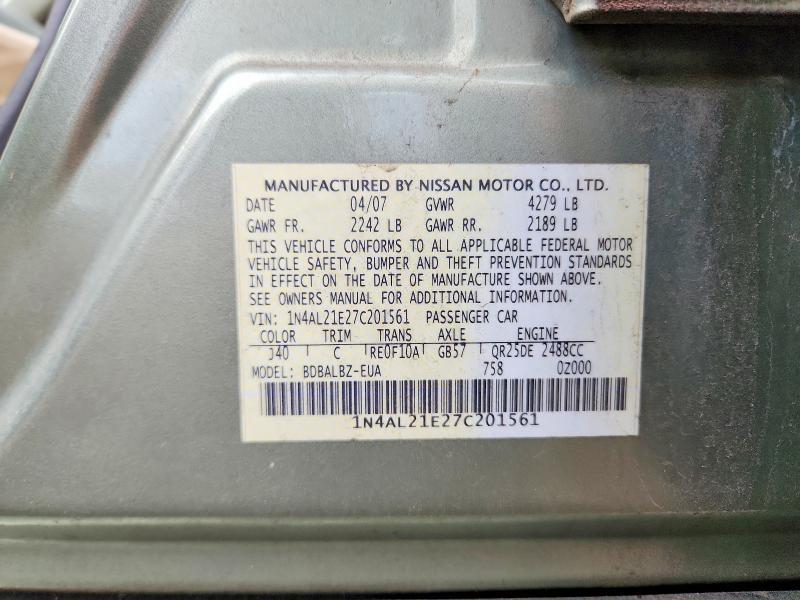 MANUFACTURED BY NISSAN MOTOR CO., LTD.
DATE 04/07 GVWR 4279 LB
GAWR FR. 2242 LB GAWR RR. 2189 LB
THIS VEHICLE CONFORMS TO ALL APPLICABLE FEDERAL MOTOR
VEHICLE SAFETY, BUMPER AND THEFT PREVENTION STANDARDS
IN EFFECT ON THE DATE OF MANUFACTURE SHOWN ABOVE.
SEE OWNERS MANUAL FOR ADDITIONAL INFORMATION.
VIN: 1N4AL21E27C201561 PASSENGER CAR
COLOR TRIM TRANS AXLE ENGINE
J40 C RE0F10A GB57 QR25DE 2488CC
MODEL: BDBALBZ-EUA 758 0Z000
1N4AL21E27C201561